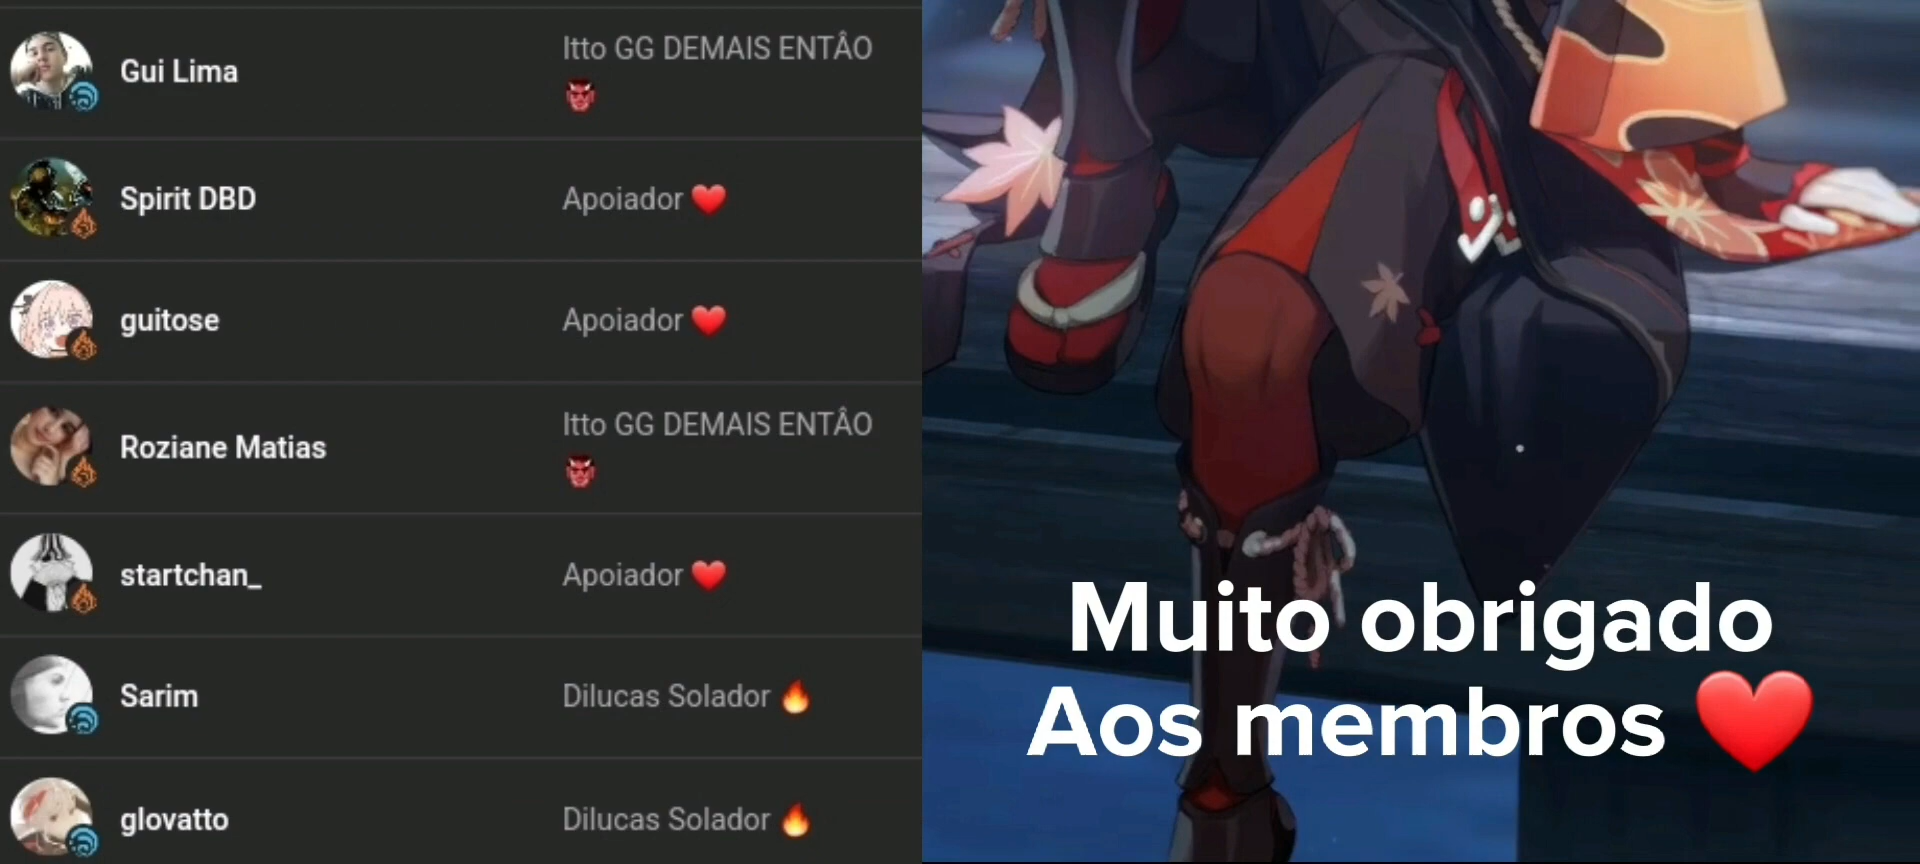 Gui Lima
Itto GG DEMAIS ENTÂO
👹
Spirit DBD
Apoiador ❤️
guitose
Apoiador ❤️
Roziane Matias
Itto GG DEMAIS ENTÂO
👹
startchan_
Apoiador ❤️
Sarim
Dilucas Solador 🔥
glovatto
Dilucas Solador 🔥
Muito obrigado
Aos membros ❤️